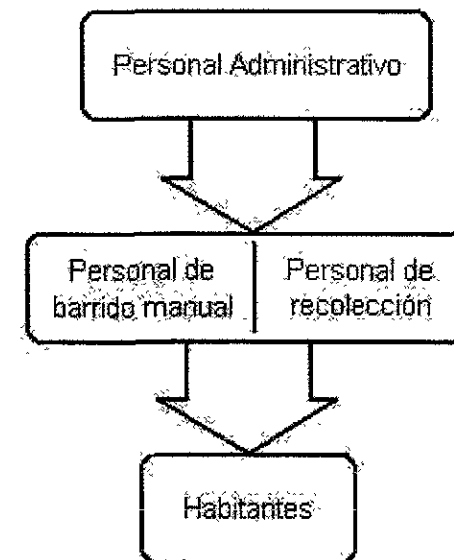 Personal Administrativo
Personal de
barrido manual
Personal de
recolección
Habitantes